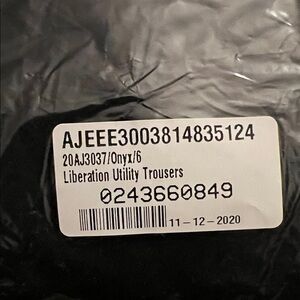 AJEEE3003814835124
20AJ3037/Onyx/6
Liberation Utility Trousers
0243660849
11-12-2020